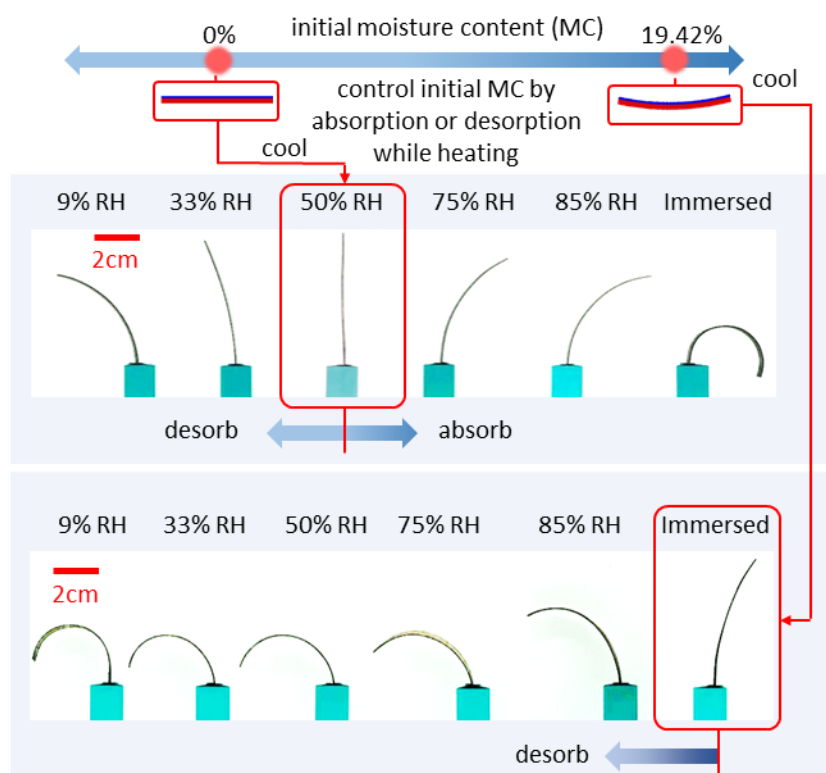 initial moisture content (MC)
0%
19.42%
control initial MC by
absorption or desorption
while heating
cool
cool
9% RH
33% RH
50% RH
75% RH
85% RH
Immersed
2cm
desorb
absorb
9% RH
33% RH
50% RH
75% RH
85% RH
Immersed
2cm
desorb